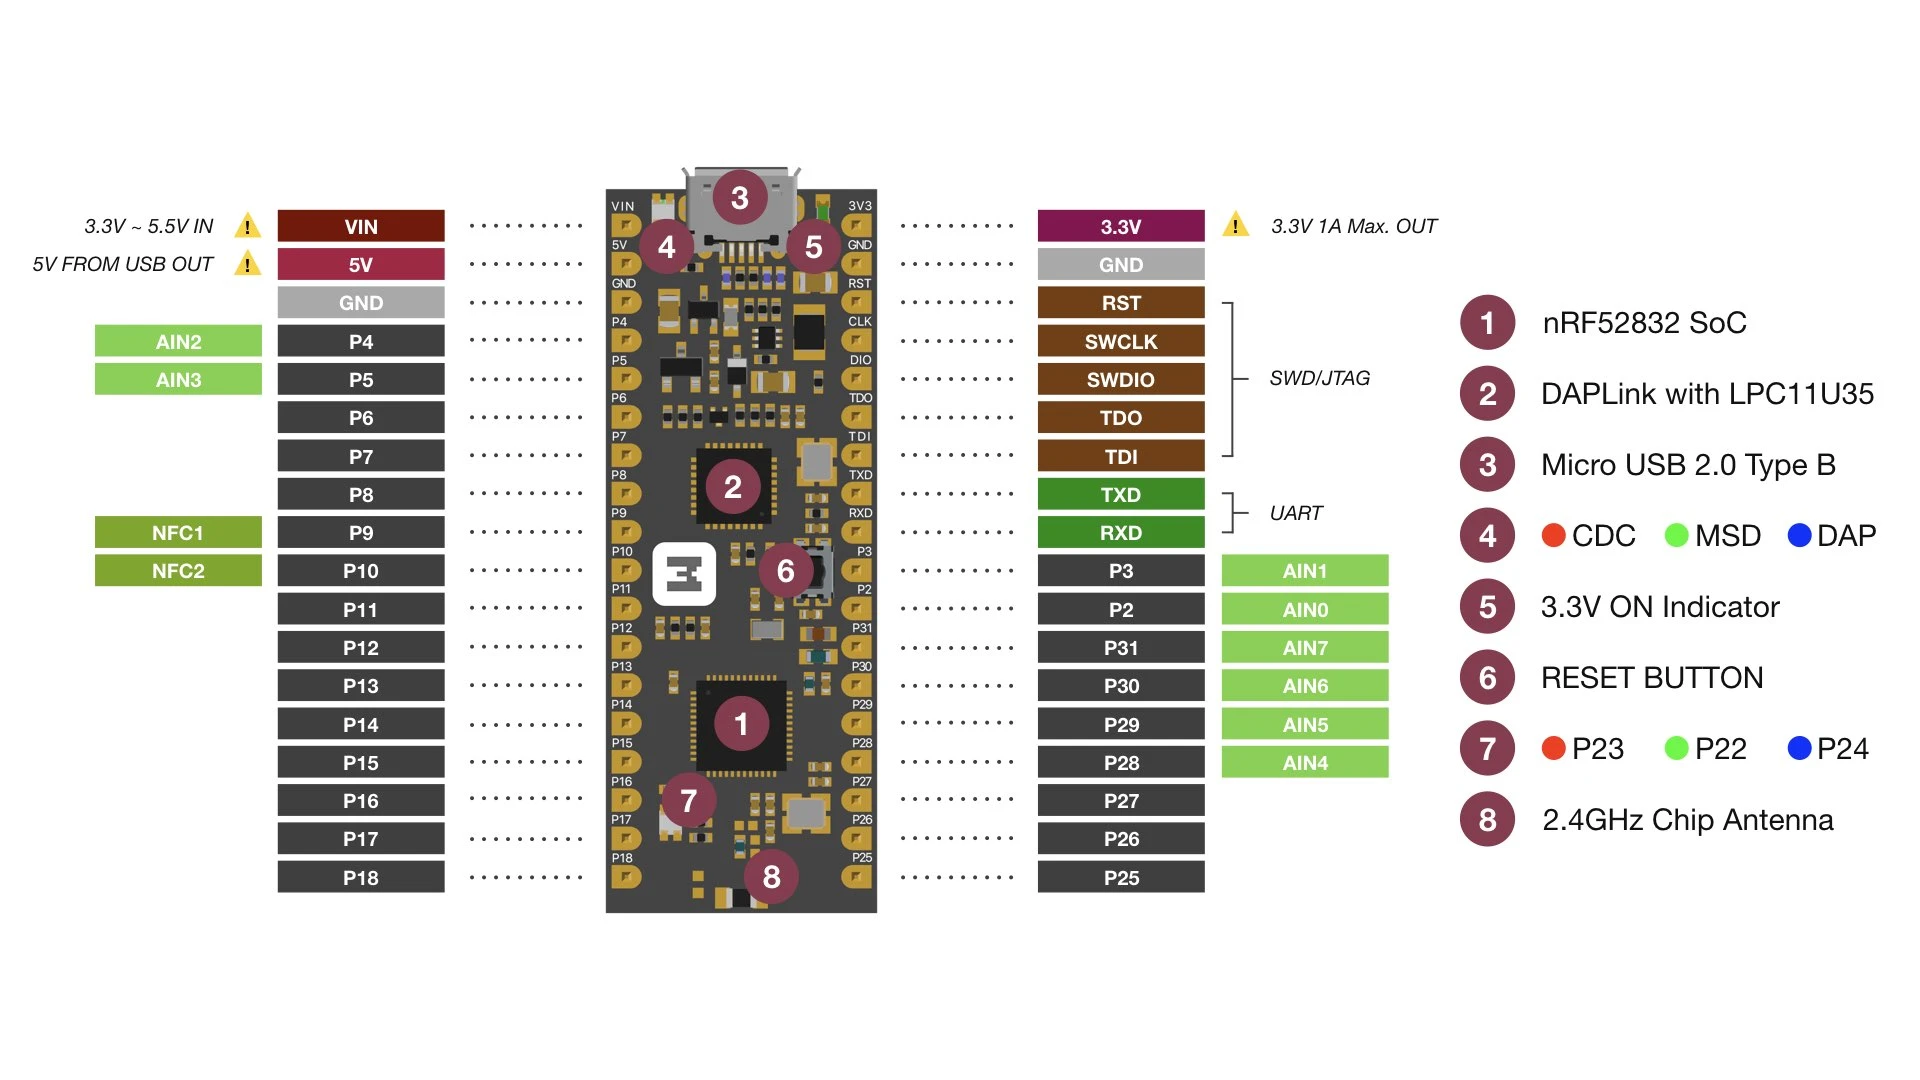 3.3V ~ 5.5V IN
VIN
5V FROM USB OUT
5V
GND
AIN2
P4
AIN3
P5
P6
P7
P8
NFC1
P9
NFC2
P10
P11
P12
P13
P14
P15
P16
P17
P18
VIN
5V
GND
P4
P5
P6
P7
P8
P9
P10
P11
P12
P13
P14
P15
P16
P17
P18
3
4
5
2
6
1
7
8
3V3
GND
RST
CLK
DIO
TDO
TDI
TXD
RXD
P3
P2
P31
P30
P29
P28
P27
P26
P25
3.3V
3.3V 1A Max. OUT
GND
RST
SWCLK
SWDIO
TDO
TDI
SWD/JTAG
TXD
RXD
UART
P3
AIN1
P2
AIN0
P31
AIN7
P30
AIN6
P29
AIN5
P28
AIN4
P27
P26
P25
1 nRF52832 SoC
2 DAPLink with LPC11U35
3 Micro USB 2.0 Type B
4 CDC MSD DAP
5 3.3V ON Indicator
6 RESET BUTTON
7 P23 P22 P24
8 2.4GHz Chip Antenna